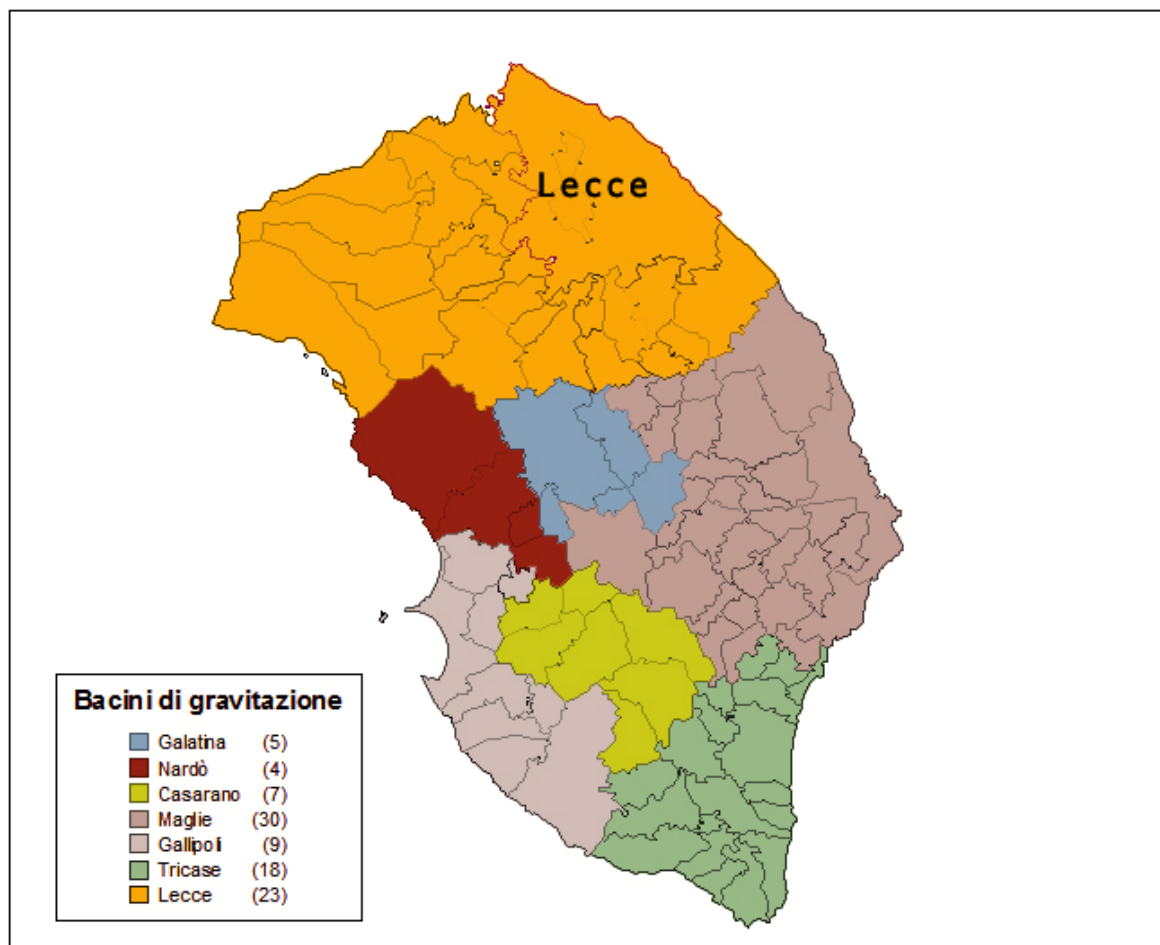 Lecce
Bacini di gravitazione
Galatina (5)
Nardò (4)
Casarano (7)
Maglie (30)
Gallipoli (9)
Tricase (18)
Lecce (23)